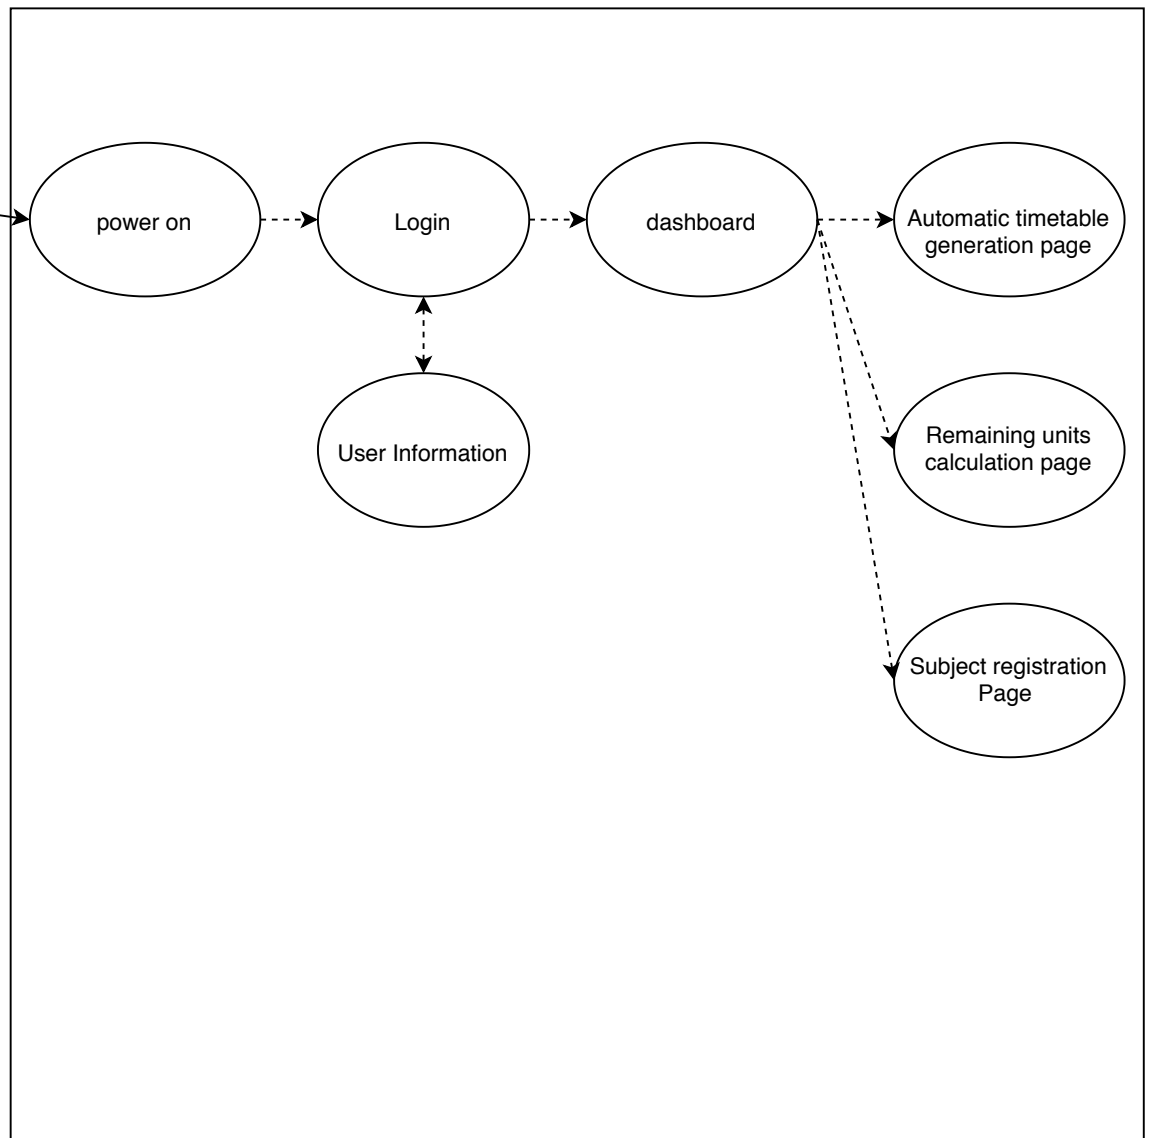 power on
Login
dashboard
Automatic timetable
generation page
User Information
Remaining units
calculation page
Subject registration
Page